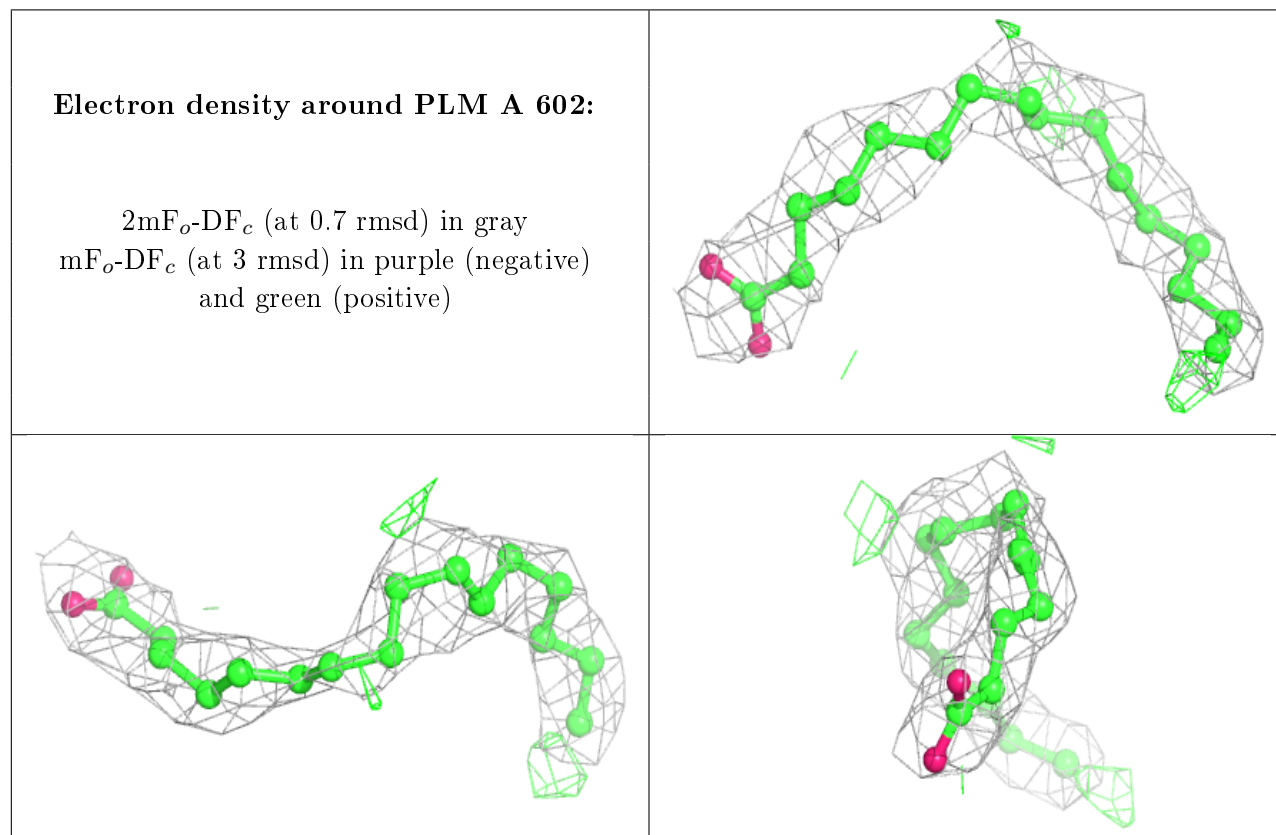 Electron density around PLM A 602:
2mFo-DFc (at 0.7 rmsd) in gray
mFo-DFc (at 3 rmsd) in purple (negative)
and green (positive)